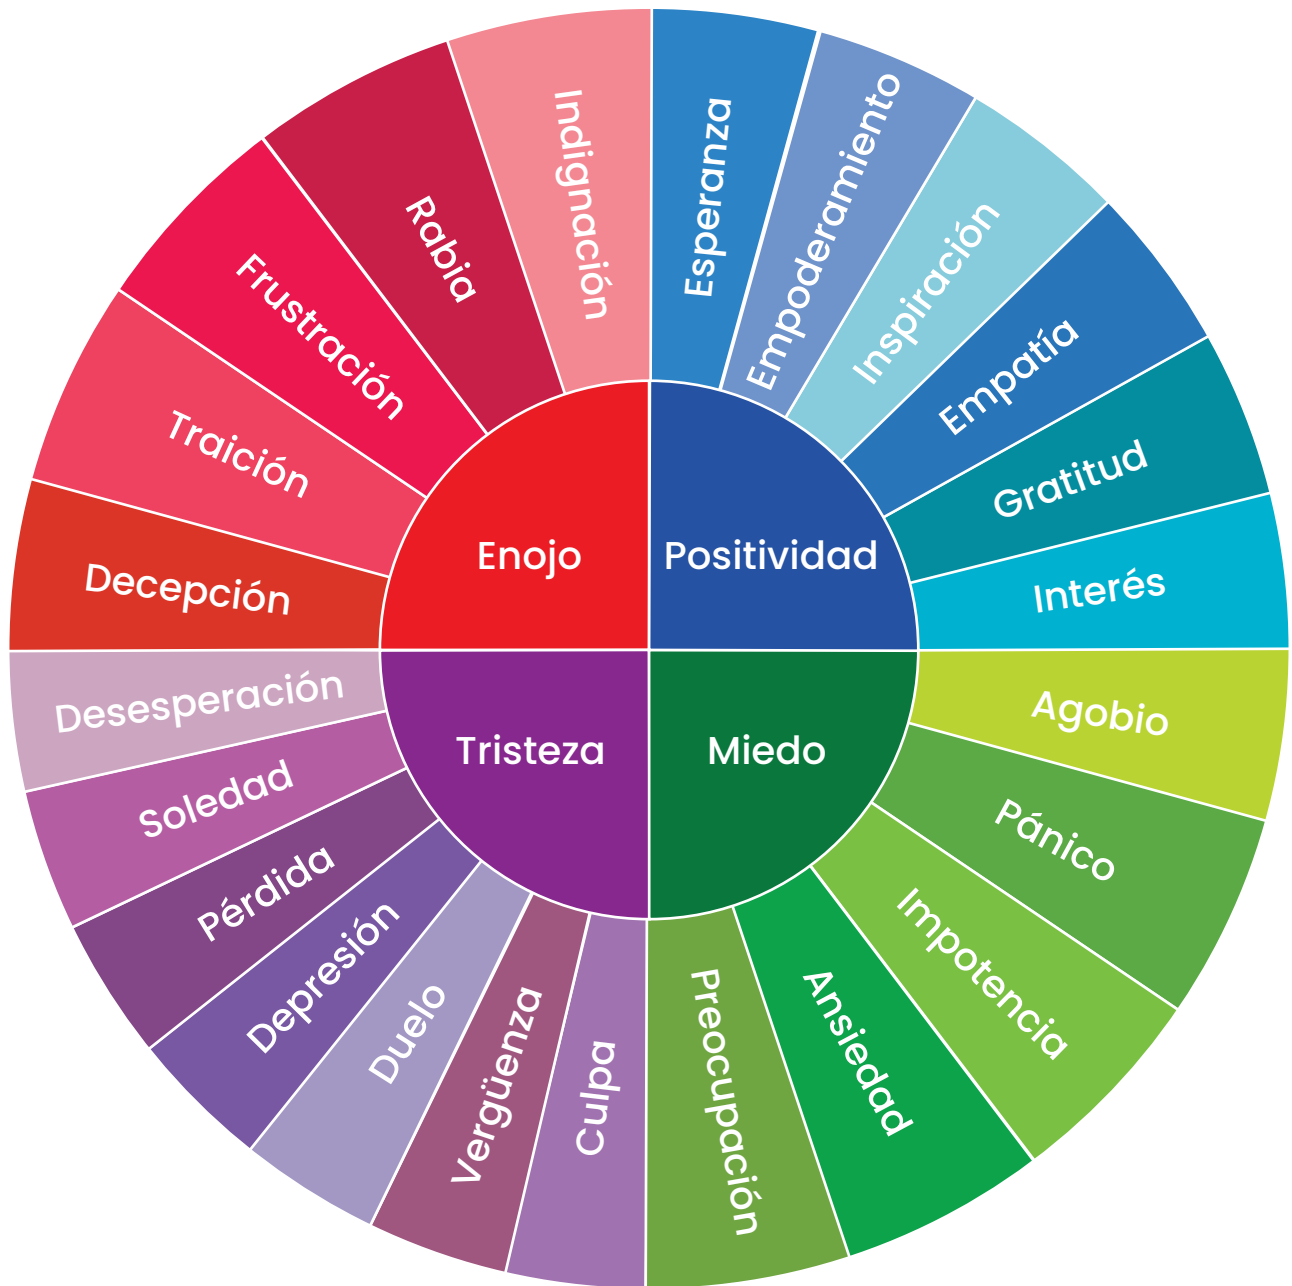 Enojo
Positividad
Tristeza
Miedo
Esperanza
Empoderamiento
Inspiración
Empatía
Gratitud
Interés
Agobio
Pánico
Impotencia
Ansiedad
Preocupación
Culpa
Vergüenza
Duelo
Depresión
Pérdida
Soledad
Desesperación
Decepción
Traición
Frustración
Rabia
Indignación